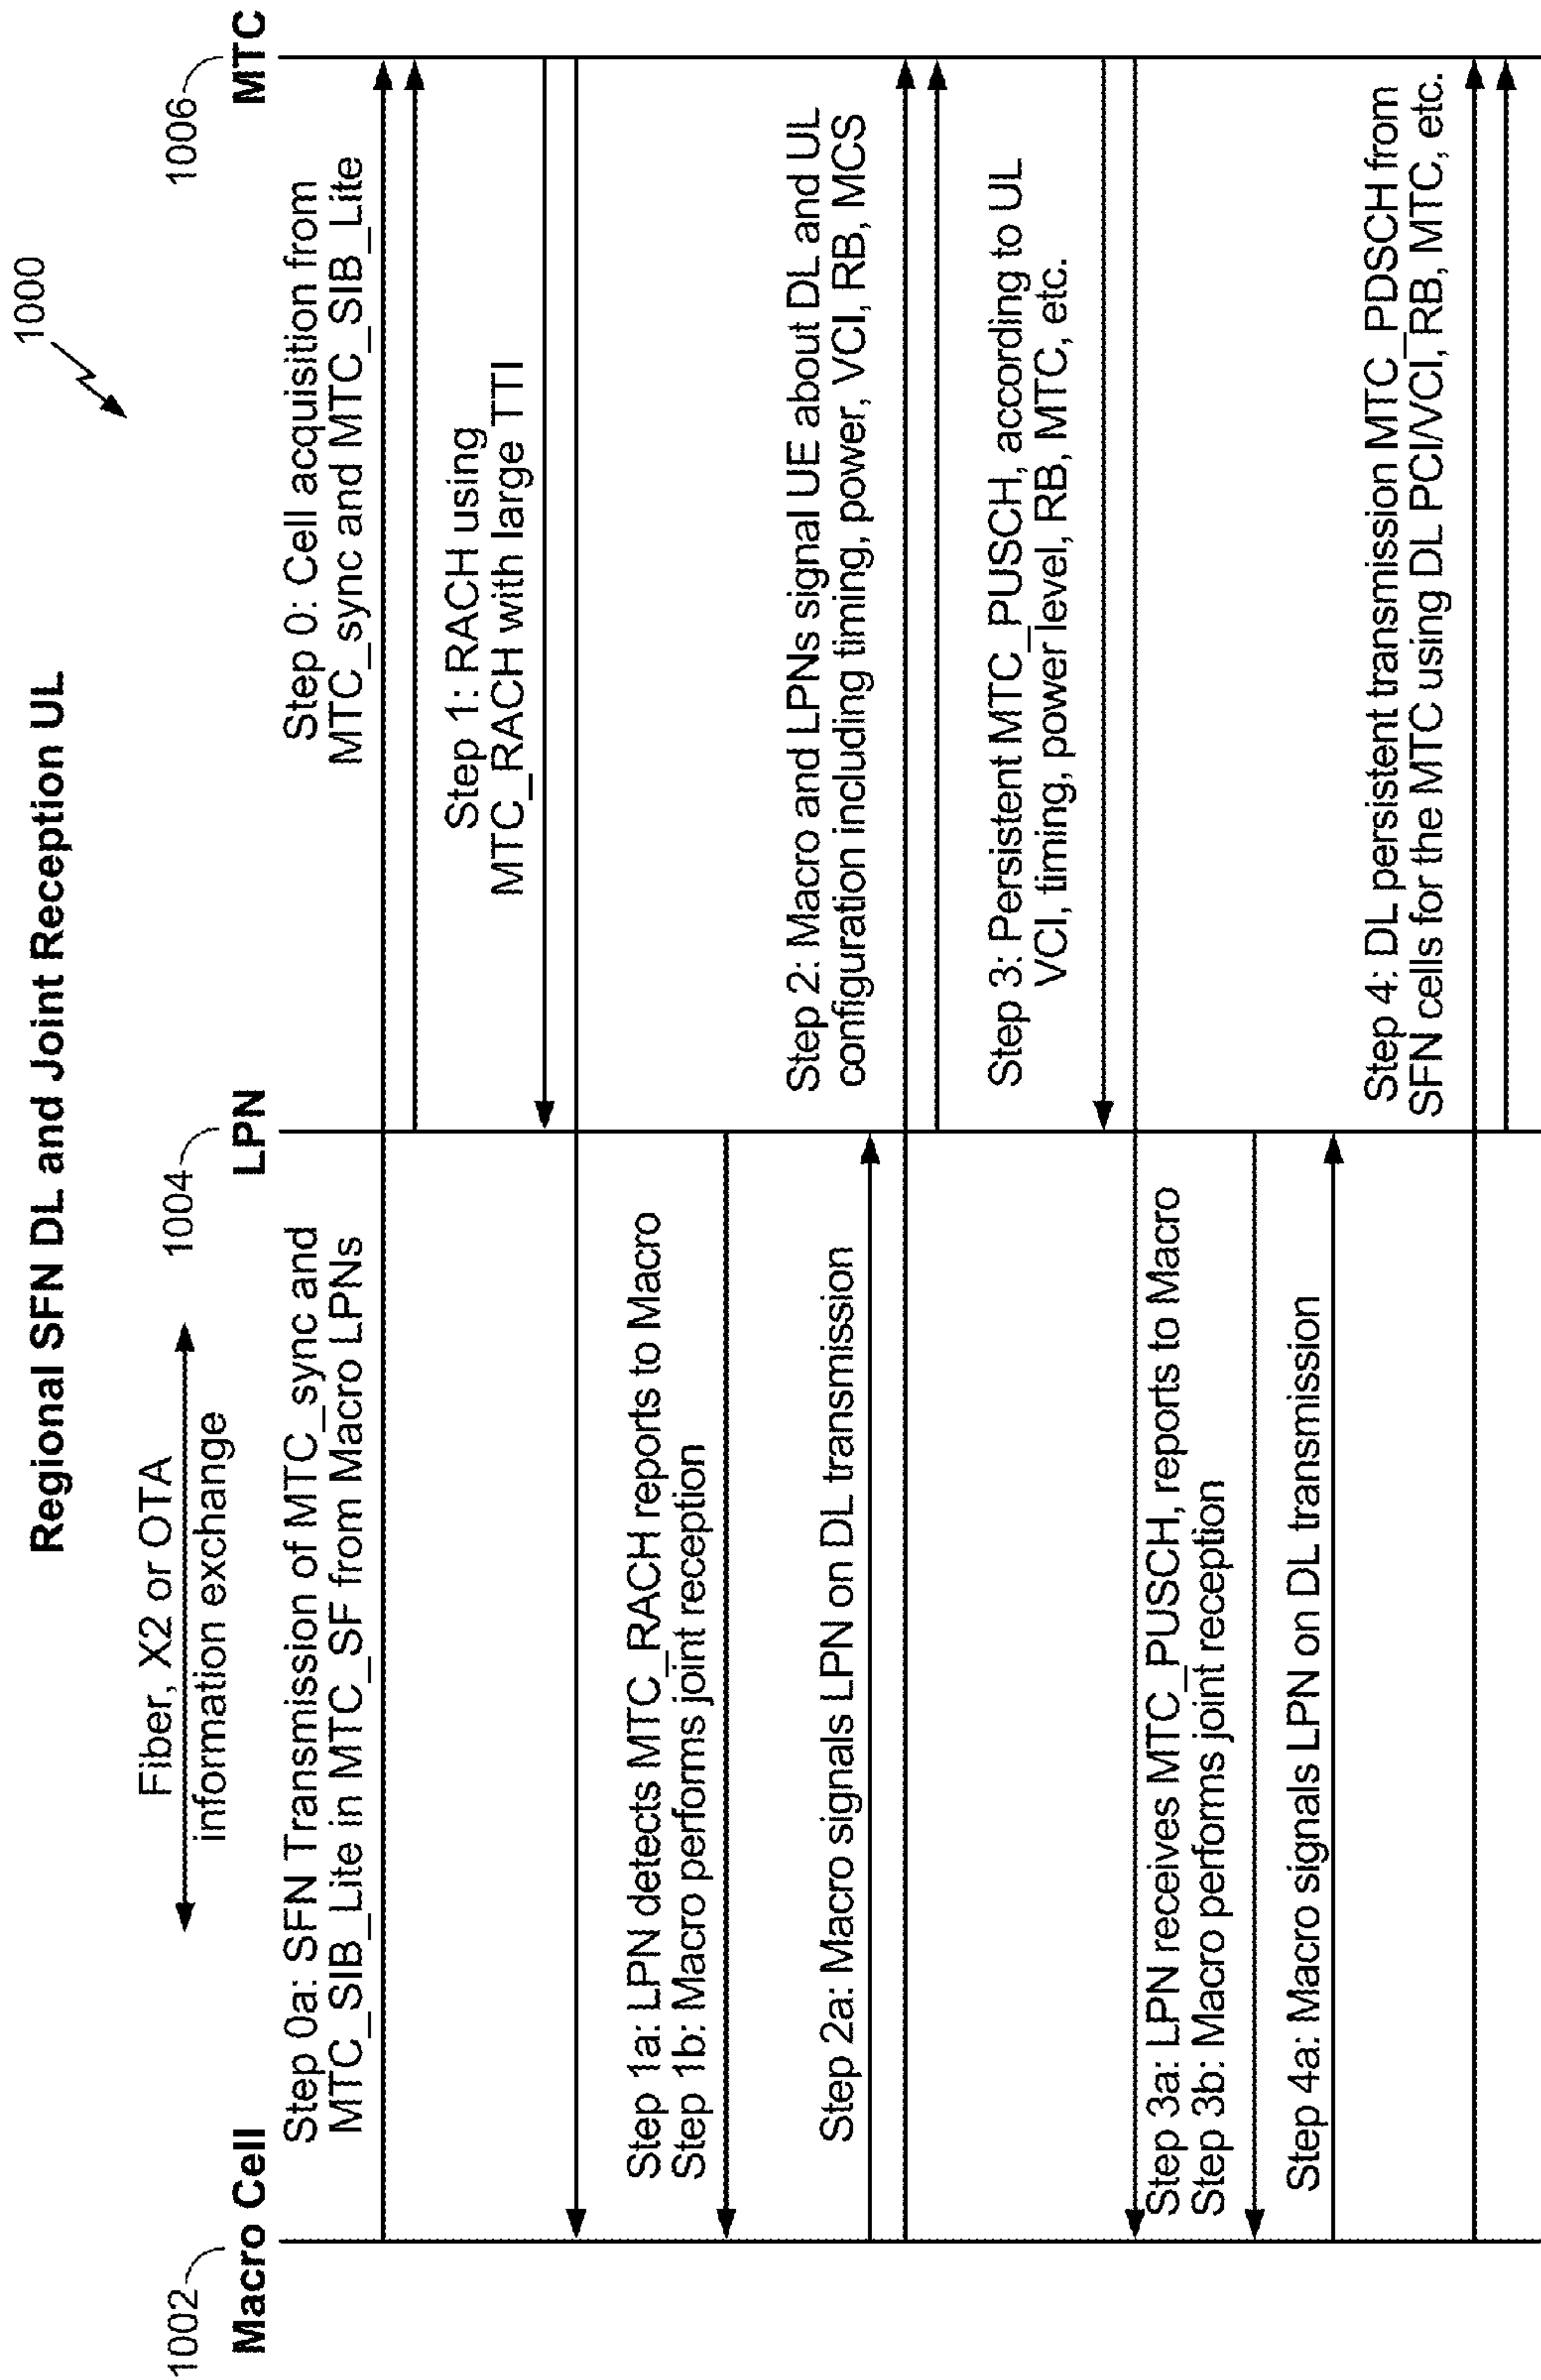 Regional SFN DL and Joint Reception UL
1000
Fiber, X2 or OTA
information exchange
1002
Macro Cell
1004
LPN
1006
MTC
Step 0a: SFN Transmission of MTC_sync and
MTC_SIB_Lite in MTC_SF from Macro LPNs
Step 0: Cell acquisition from
MTC_sync and MTC_SIB_Lite
Step 1: RACH using
MTC_RACH with large TTI
Step 1a: LPN detects MTC_RACH reports to Macro
Step 1b: Macro performs joint reception
Step 2a: Macro signals LPN on DL transmission
Step 2: Macro and LPNs signal UE about DL and UL
configuration including timing, power, VCI, RB, MCS
Step 3: Persistent MTC_PUSCH, according to UL
VCI, timing, power level, RB, MTC, etc.
Step 3a: LPN receives MTC_PUSCH, reports to Macro
Step 3b: Macro performs joint reception
Step 4a: Macro signals LPN on DL transmission
Step 4: DL persistent transmission MTC_PDSCH from
SFN cells for the MTC using DL PCI/VCI, RB, MTC, etc.